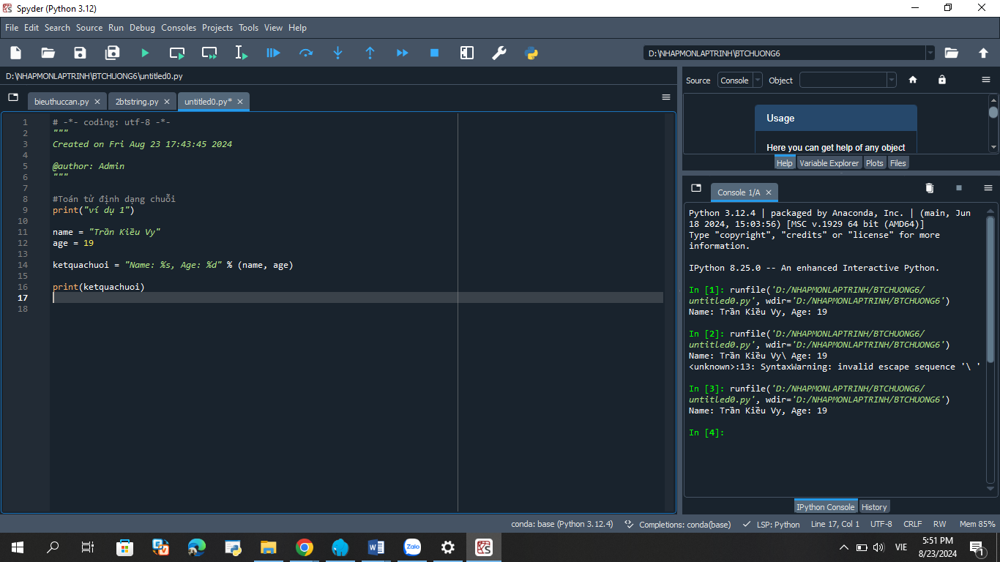 Spyder (Python 3.12)
File Edit Search Source Run Debug Consoles Projects Tools View Help
D:\NHAPMONLAPTRINH\BTCHUONG6
D:\NHAPMONLAPTRINH\BTCHUONG6\untitled0.py
bieuthuccan.py
2btstring.py
untitled0.py*
1 # -*- coding: utf-8 -*-
2 """
3 Created on Fri Aug 23 17:43:45 2024
4
5 @author: Admin
6 """
7
8 #Toán tử định dạng chuỗi
9 print("ví dụ 1")
10
11 name = "Trần Kiều Vy"
12 age = 19
13
14 ketquachuoi = "Name: %s, Age: %d" % (name, age)
15
16 print(ketquachuoi)
17
18
Source Console Object
Usage
Here you can get help of any object
Help Variable Explorer Plots Files
Console 1/A
Python 3.12.4 | packaged by Anaconda, Inc. | (main, Jun
18 2024, 15:03:56) [MSC v.1929 64 bit (AMD64)]
Type "copyright", "credits" or "license" for more
information.
IPython 8.25.0 -- An enhanced Interactive Python.
In [1]: runfile('D:/NHAPMONLAPTRINH/BTCHUONG6/
untitled0.py', wdir='D:/NHAPMONLAPTRINH/BTCHUONG6')
Name: Trần Kiều Vy, Age: 19
In [2]: runfile('D:/NHAPMONLAPTRINH/BTCHUONG6/
untitled0.py', wdir='D:/NHAPMONLAPTRINH/BTCHUONG6')
Name: Trần Kiều Vy\ Age: 19
<unknown>:13: SyntaxWarning: invalid escape sequence '\ '
In [3]: runfile('D:/NHAPMONLAPTRINH/BTCHUONG6/
untitled0.py', wdir='D:/NHAPMONLAPTRINH/BTCHUONG6')
Name: Trần Kiều Vy, Age: 19
In [4]:
IPython Console History
conda: base (Python 3.12.4) Completions: conda(base) LSP: Python Line 17, Col 1 UTF-8 CRLF RW Mem 85%
Zalo
VIE
5:51 PM
8/23/2024
1